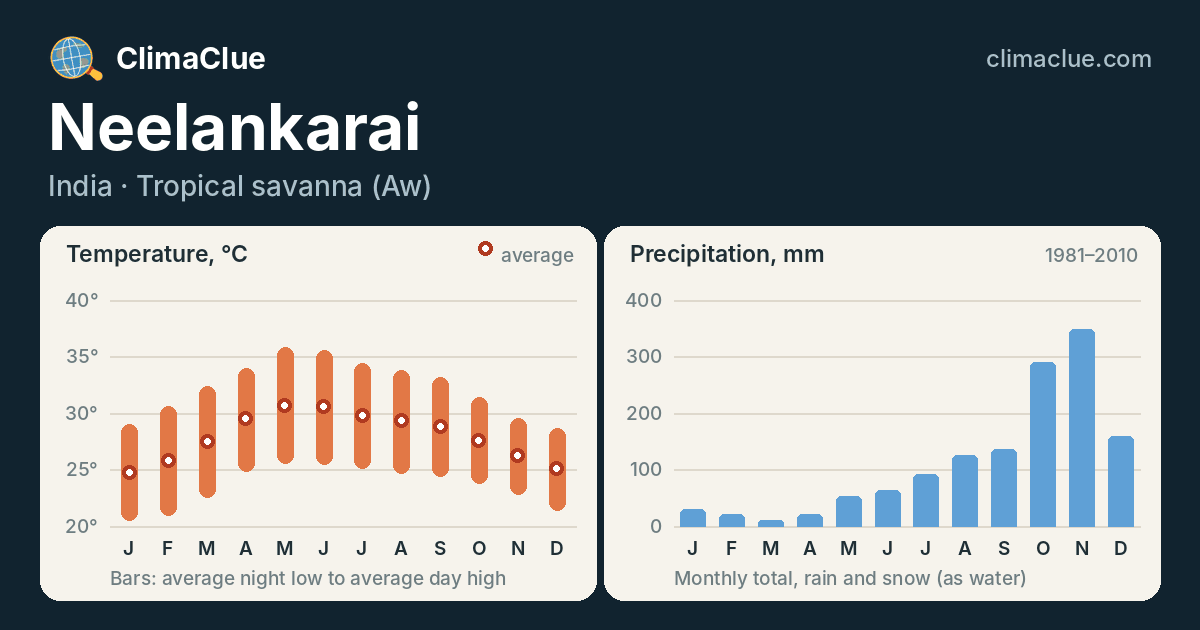 ClimaClue
climaclue.com
Neelankarai
India · Tropical savanna (Aw)
Temperature, °C
average
40°
35°
30°
25°
20°
J F M A M J J A S O N D
Bars: average night low to average day high
Precipitation, mm
1981–2010
400
300
200
100
0
J F M A M J J A S O N D
Monthly total, rain and snow (as water)